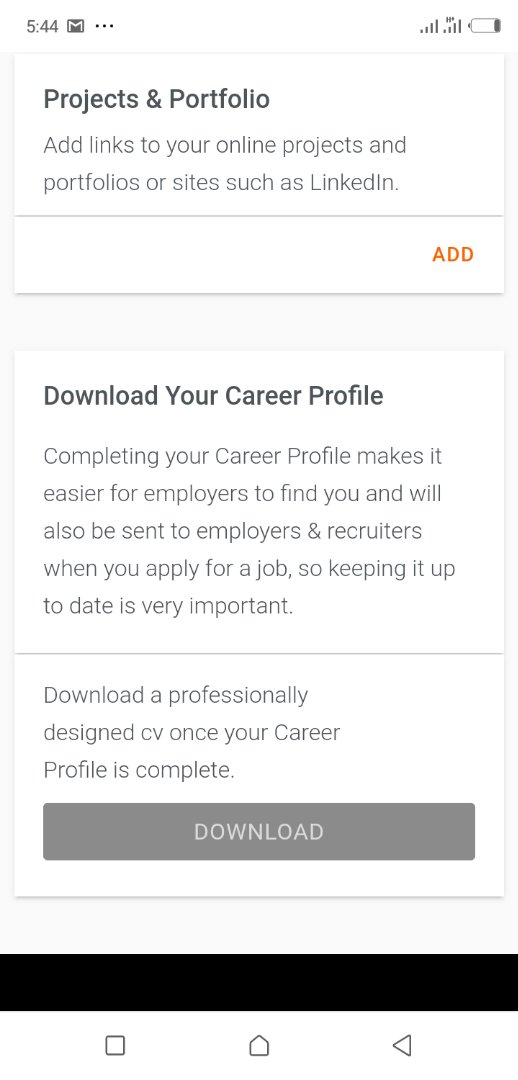 5:44
Projects & Portfolio
Add links to your online projects and
portfolios or sites such as LinkedIn.
ADD
Download Your Career Profile
Completing your Career Profile makes it
easier for employers to find you and will
also be sent to employers & recruiters
when you apply for a job, so keeping it up
to date is very important.
Download a professionally
designed cv once your Career
Profile is complete.
DOWNLOAD